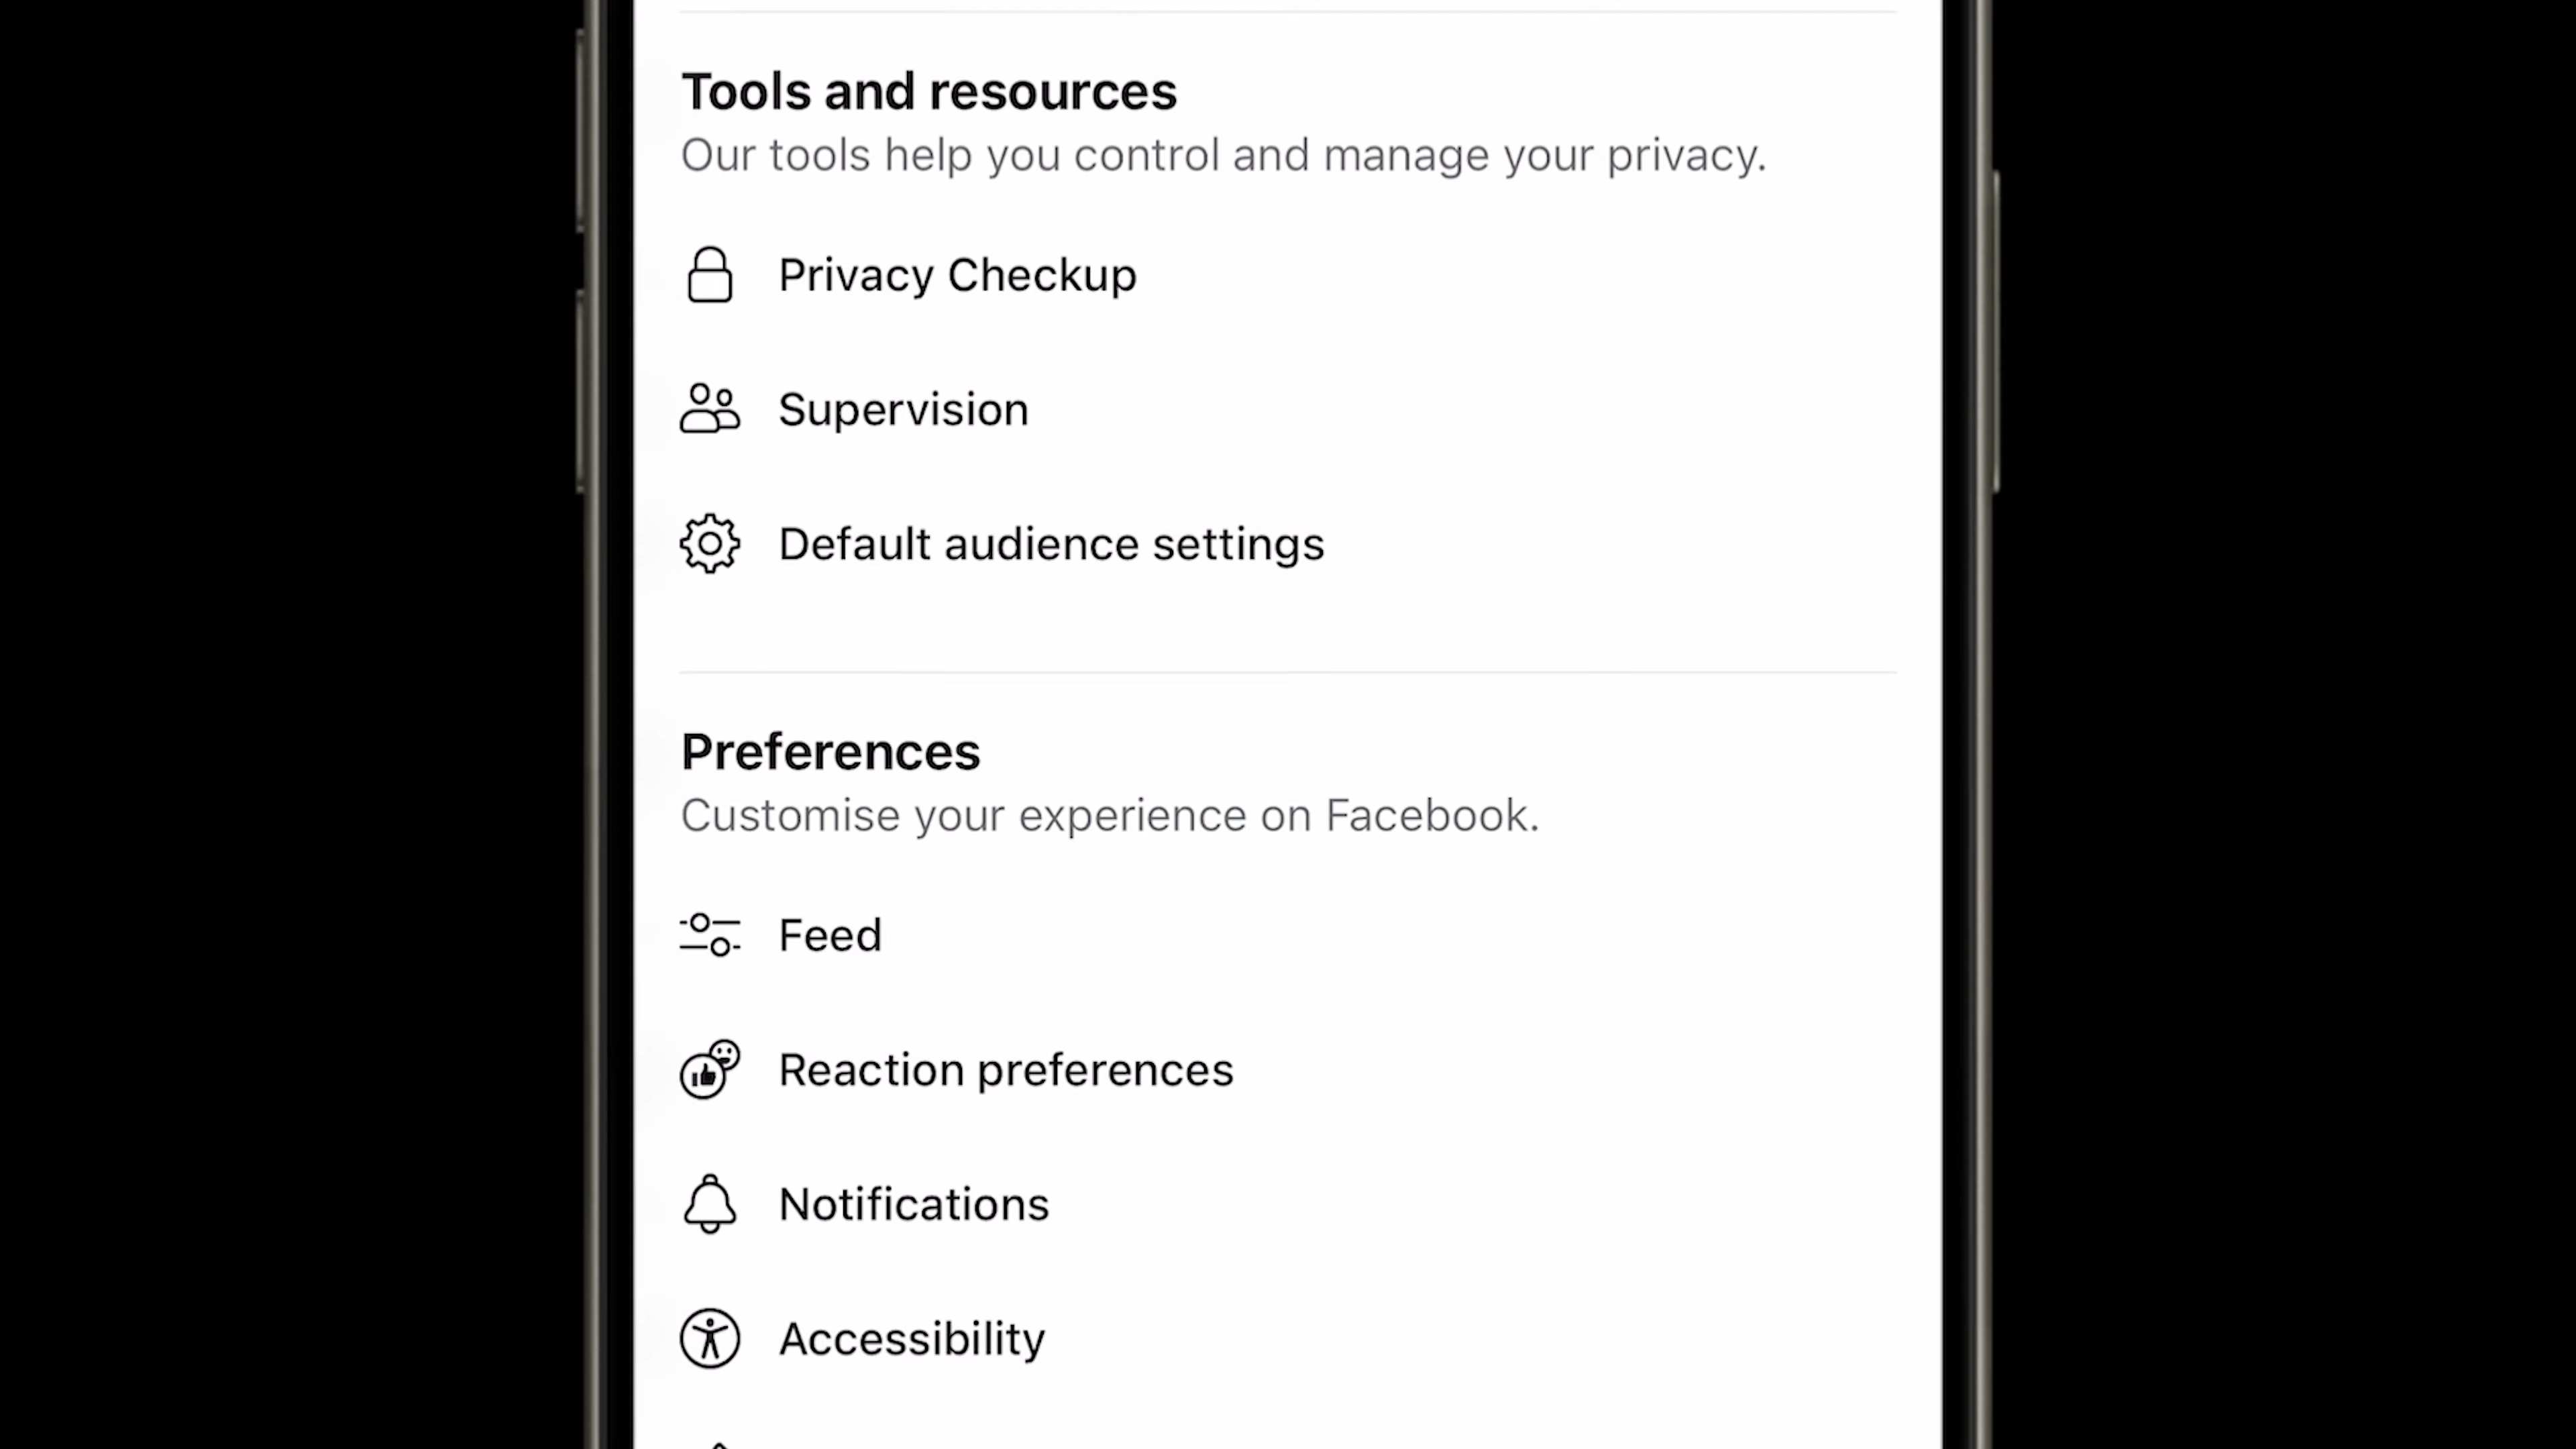 Tools and resources
Our tools help you control and manage your privacy.
Privacy Checkup
Supervision
Default audience settings
Preferences
Customise your experience on Facebook.
Feed
Reaction preferences
Notifications
Accessibility